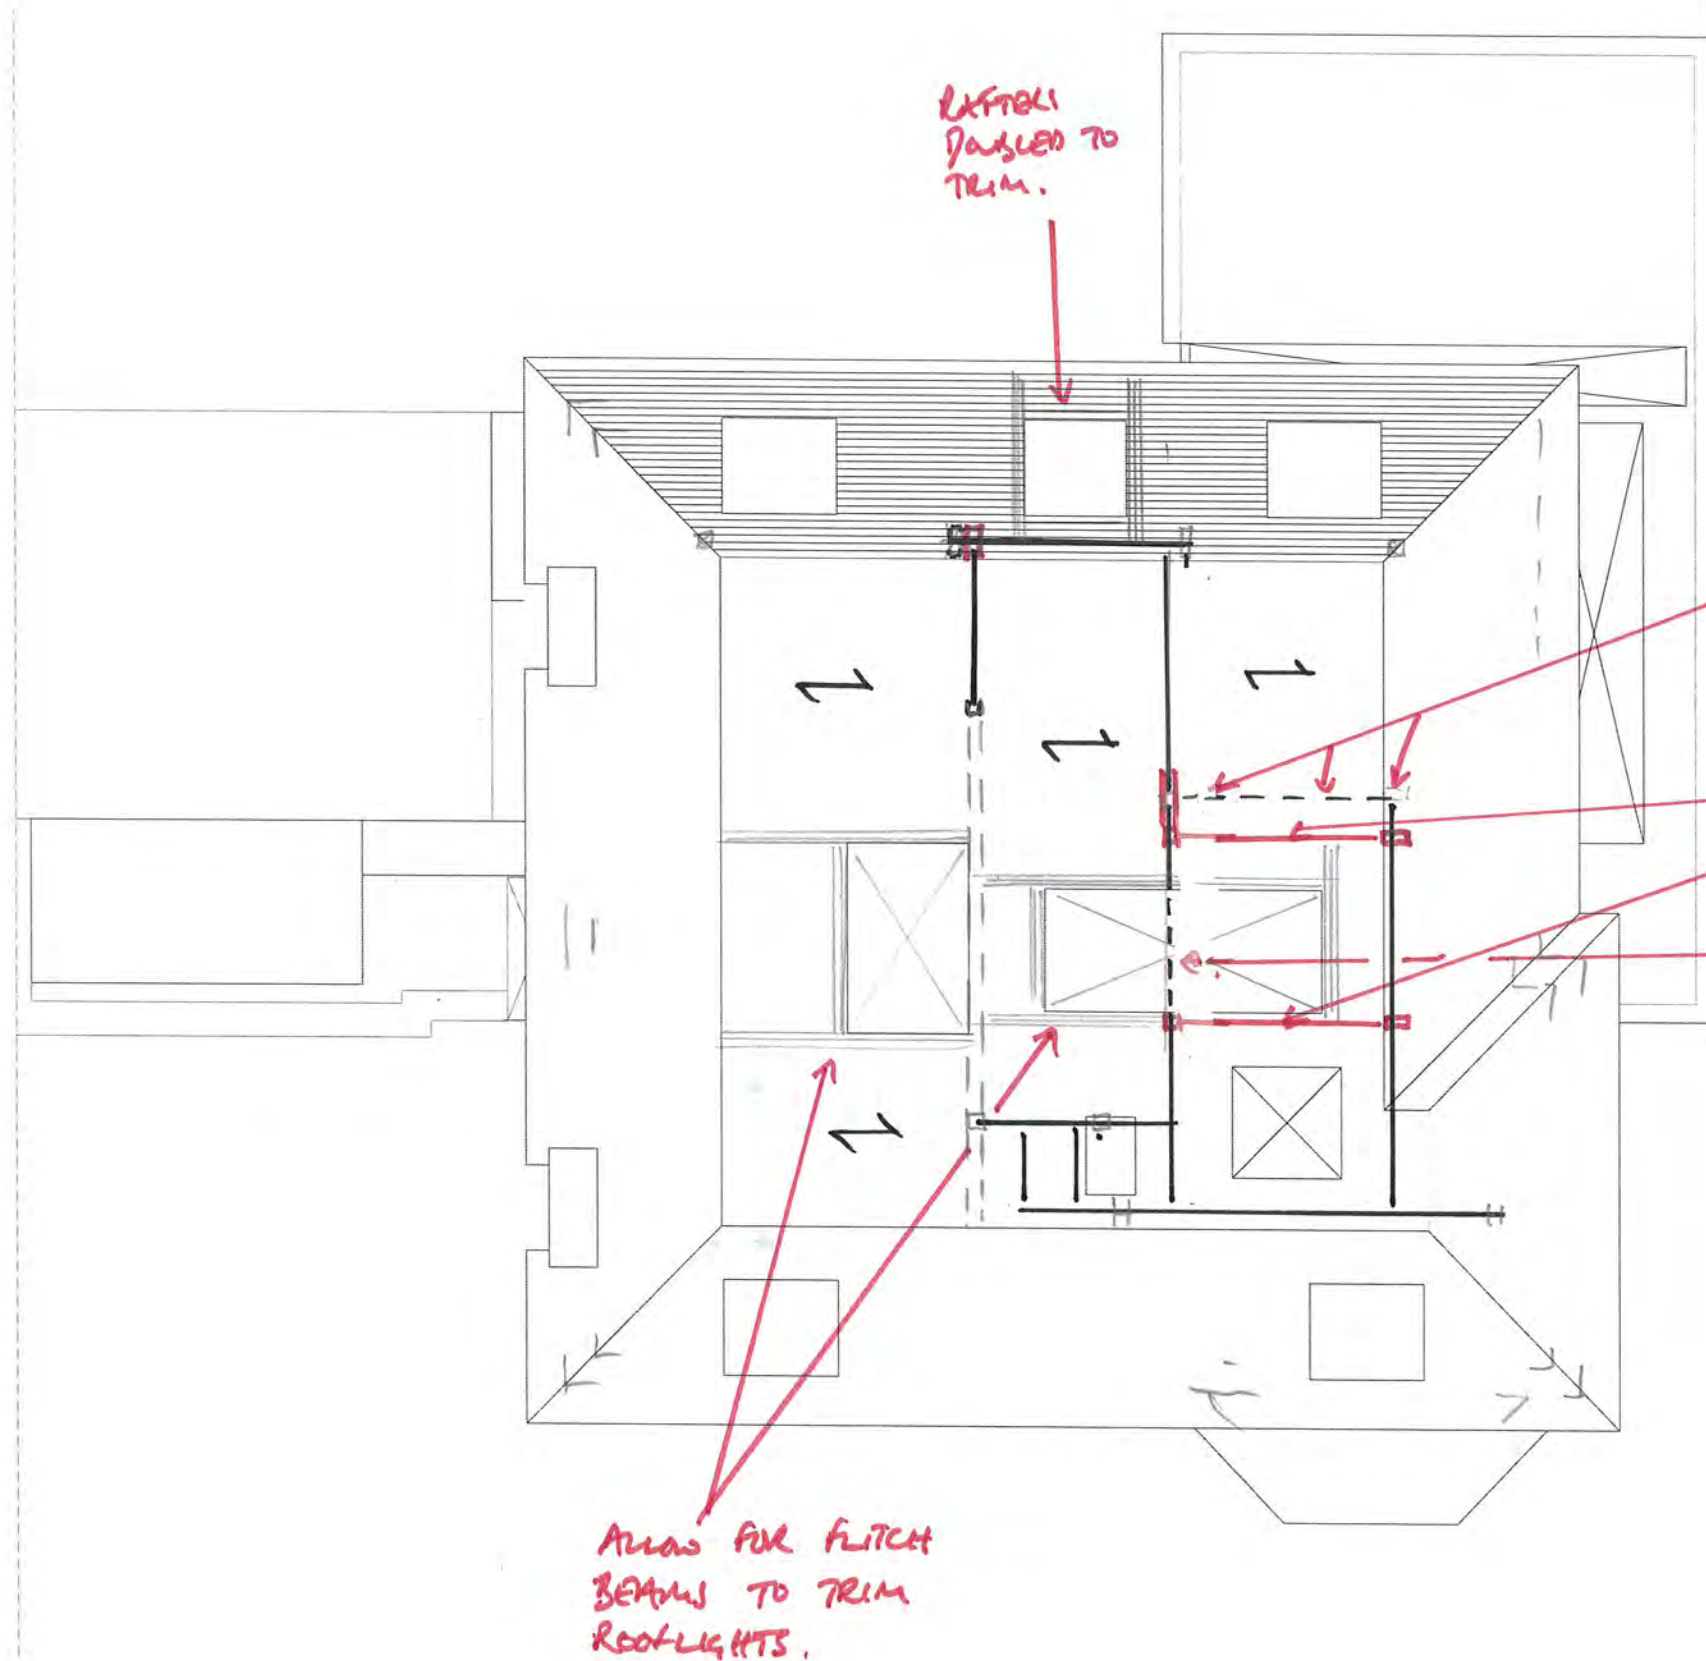 RAFTERS
DOUBLED TO
TRIM.
ALLOW FOR FLITCH
BEAMS TO TRIM
ROOFLIGHTS.